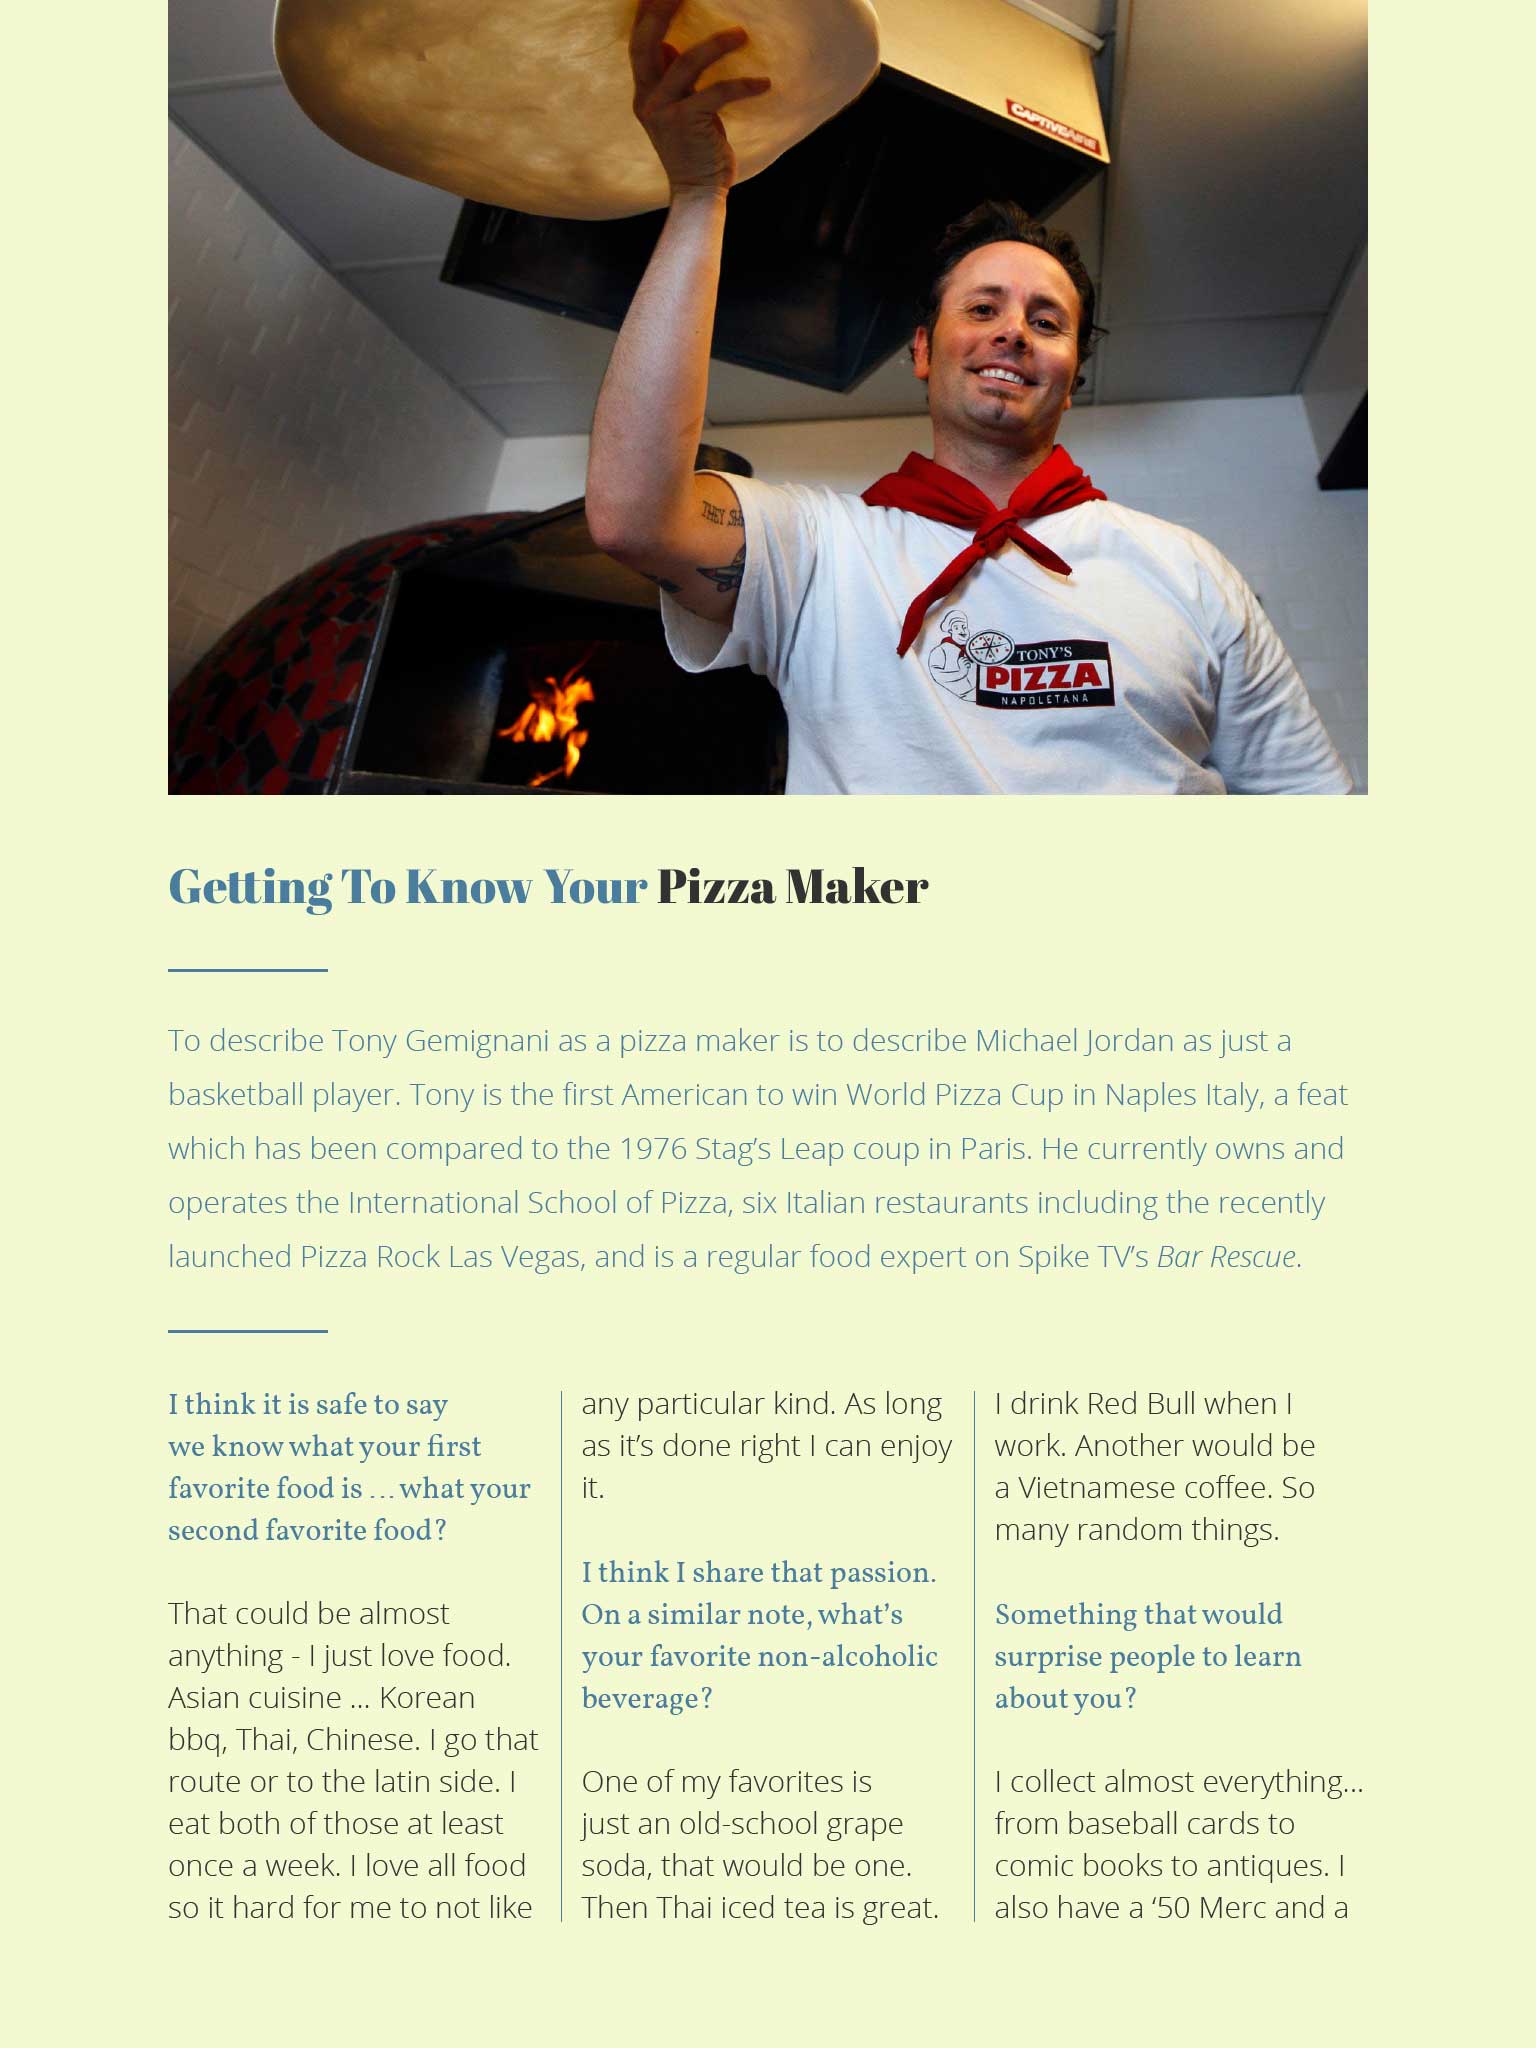 CAPTIVEAIRE
THEY SH
TONY'S
PIZZA
NAPOLETANA
Getting To Know Your Pizza Maker
To describe Tony Gemignani as a pizza maker is to describe Michael Jordan as just a
basketball player. Tony is the first American to win World Pizza Cup in Naples Italy, a feat
which has been compared to the 1976 Stag’s Leap coup in Paris. He currently owns and
operates the International School of Pizza, six Italian restaurants including the recently
launched Pizza Rock Las Vegas, and is a regular food expert on Spike TV’s Bar Rescue.
I think it is safe to say
we know what your first
favorite food is … what your
second favorite food?
That could be almost
anything - I just love food.
Asian cuisine ... Korean
bbq, Thai, Chinese. I go that
route or to the latin side. I
eat both of those at least
once a week. I love all food
so it hard for me to not like
any particular kind. As long
as it’s done right I can enjoy
it.
I think I share that passion.
On a similar note, what’s
your favorite non-alcoholic
beverage?
One of my favorites is
just an old-school grape
soda, that would be one.
Then Thai iced tea is great.
I drink Red Bull when I
work. Another would be
a Vietnamese coffee. So
many random things.
Something that would
surprise people to learn
about you?
I collect almost everything...
from baseball cards to
comic books to antiques. I
also have a ‘50 Merc and a